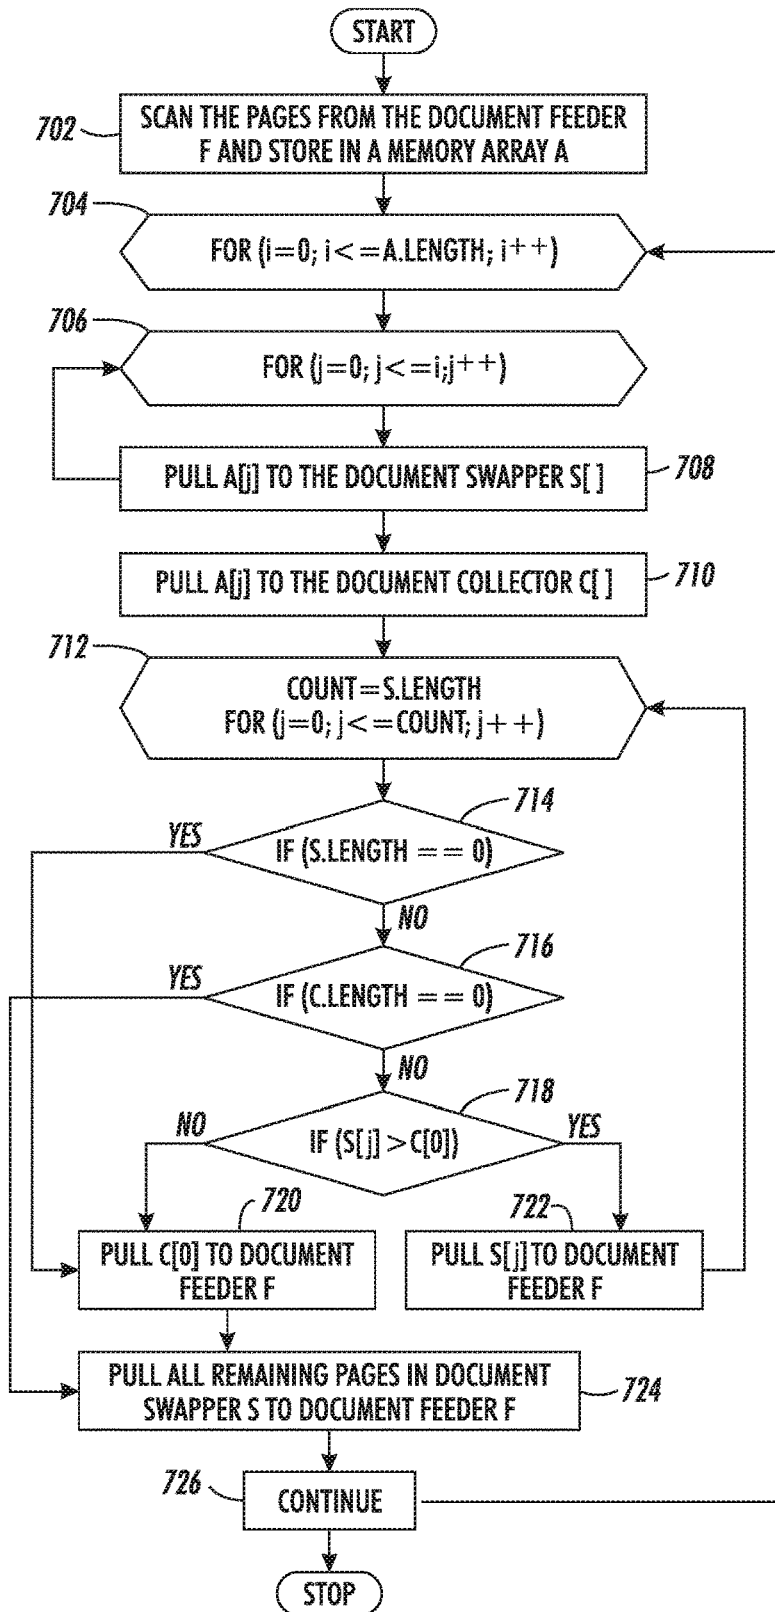 START
702
SCAN THE PAGES FROM THE DOCUMENT FEEDER
F AND STORE IN A MEMORY ARRAY A
704
FOR (i=0; i<=A.LENGTH; i++)
706
FOR (j=0; j<=i;j++)
PULL A[j] TO THE DOCUMENT SWAPPER S[ ]
708
PULL A[j] TO THE DOCUMENT COLLECTOR C[ ]
710
712
COUNT=S.LENGTH
FOR (j=0; j<=COUNT; j++)
714
YES
IF (S.LENGTH == 0)
NO
716
YES
IF (C.LENGTH == 0)
NO
718
NO
IF (S[j]>C[0])
YES
720
722
PULL C[0] TO DOCUMENT
FEEDER F
PULL S[j] TO DOCUMENT
FEEDER F
PULL ALL REMAINING PAGES IN DOCUMENT
SWAPPER S TO DOCUMENT FEEDER F
724
726
CONTINUE
STOP